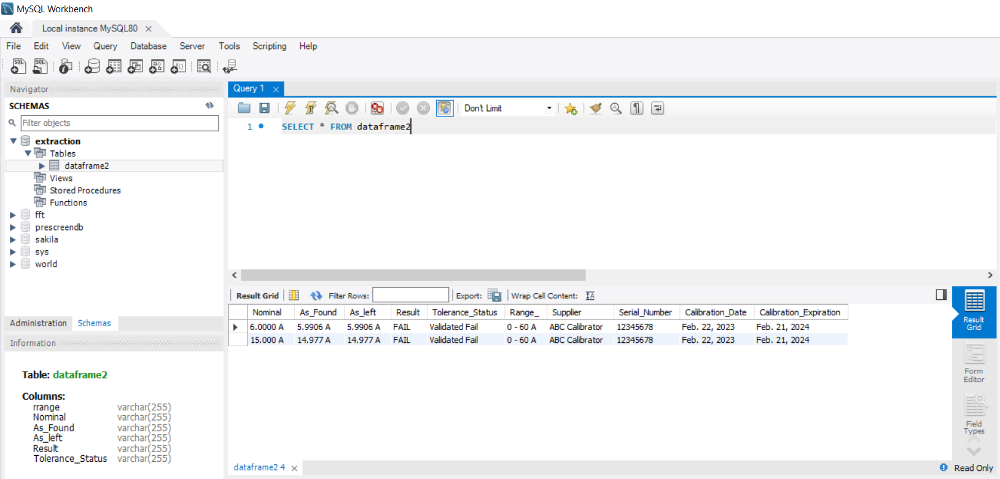 MySQL Workbench
Local instance MySQL80
File Edit View Query Database Server Tools Scripting Help
Navigator
SCHEMAS
Filter objects
extraction
Tables
dataframe2
Views
Stored Procedures
Functions
fft
prescreendb
sakila
sys
world
Administration Schemas
Information
Table: dataframe2
Columns:
rrange varchar(255)
Nominal varchar(255)
As_Found varchar(255)
As_left varchar(255)
Result varchar(255)
Tolerance_Status varchar(255)
Query 1
Don't Limit
1 SELECT * FROM dataframe2
Result Grid Filter Rows: Export: Wrap Cell Content:
Nominal As_Found As_left Result Tolerance_Status Range_ Supplier Serial_Number Calibration_Date Calibration_Expiration
6.0000 A 5.9906 A 5.9906 A FAIL Validated Fail 0 - 60 A ABC Calibrator 12345678 Feb. 22, 2023 Feb. 21, 2024
15.000 A 14.977 A 14.977 A FAIL Validated Fail 0 - 60 A ABC Calibrator 12345678 Feb. 22, 2023 Feb. 21, 2024
Result
Grid
Form
Editor
Field
Types
dataframe2 4
Read Only